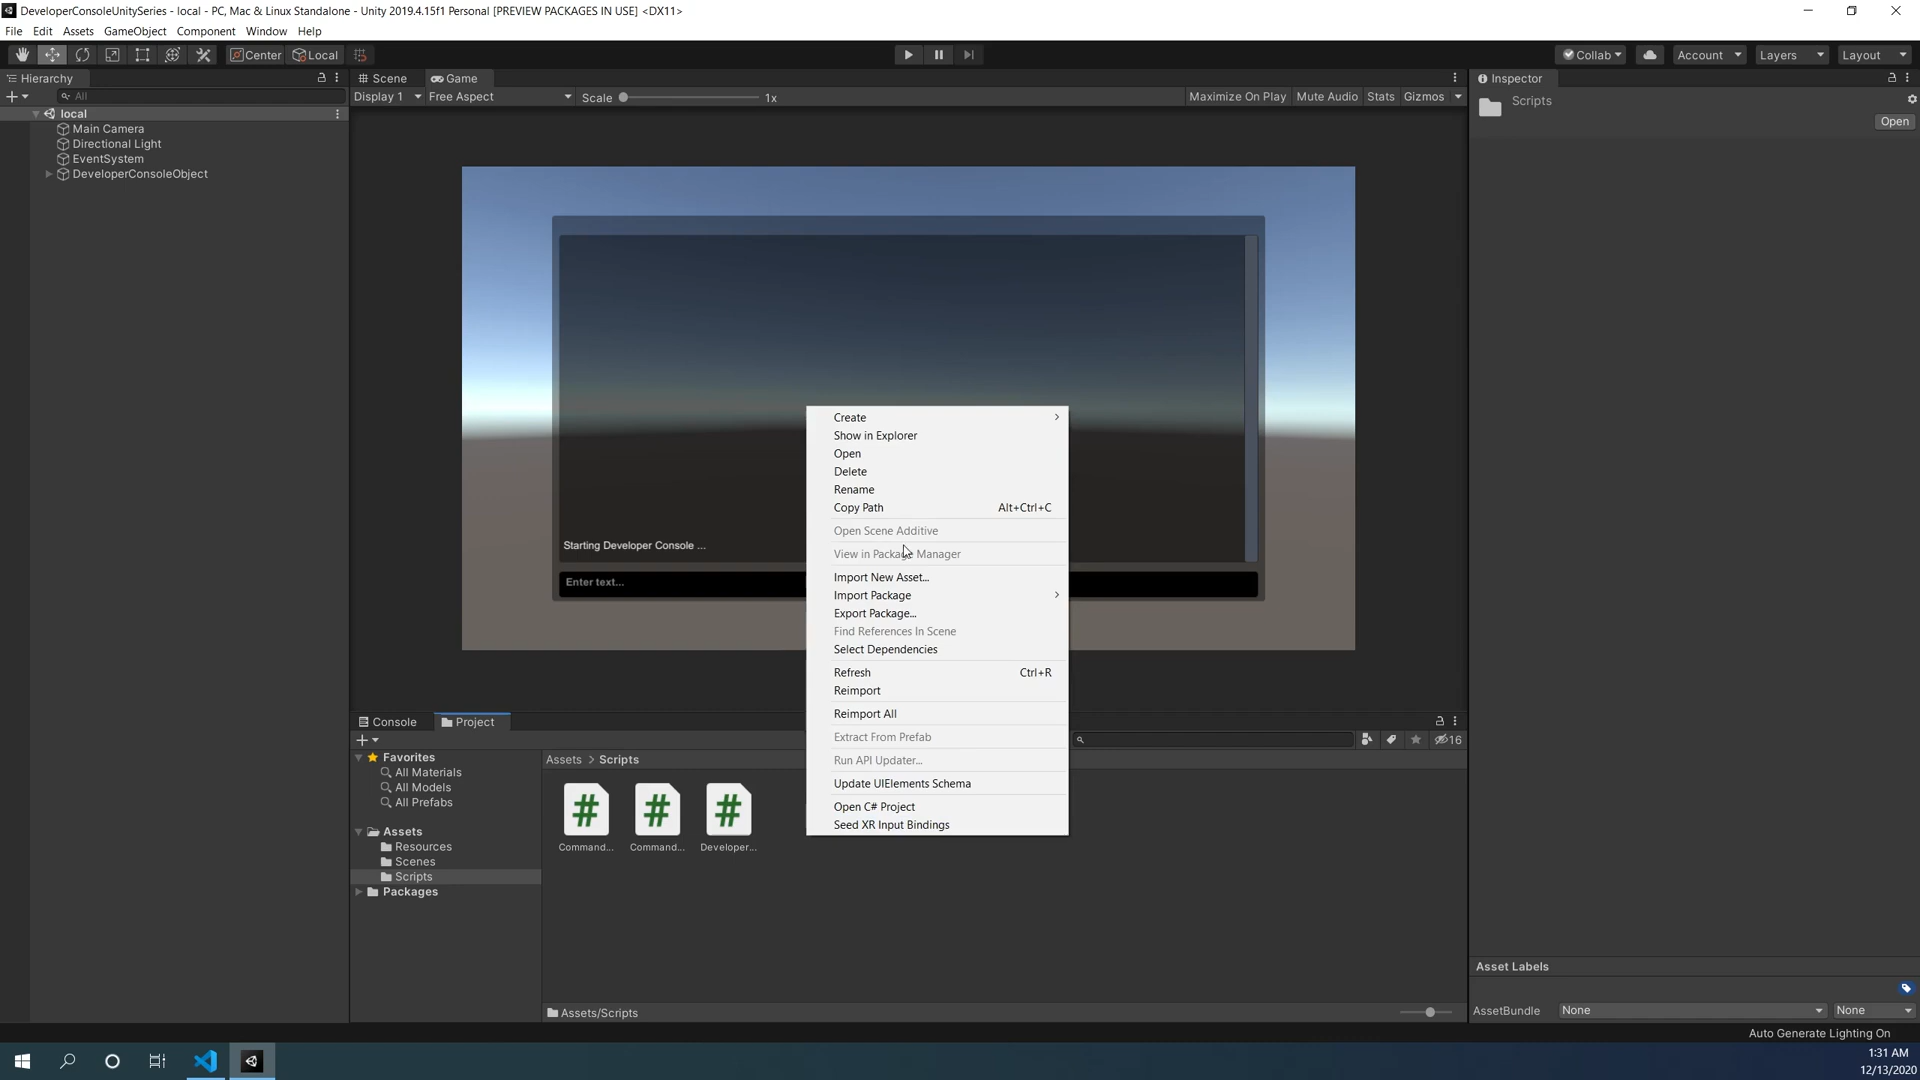 DeveloperConsoleUnitySeries - local - PC, Mac & Linux Standalone - Unity 2019.4.15f1 Personal [PREVIEW PACKAGES IN USE] <DX11>
File Edit Assets GameObject Component Window Help
Center Local Collab Account Layers Layout
Hierarchy
All
local
Main Camera
Directional Light
EventSystem
DeveloperConsoleObject
Scene Game
Display 1 Free Aspect Scale 1x Maximize On Play Mute Audio Stats Gizmos
Starting Developer Console ...
Enter text...
Create
Show in Explorer
Open
Delete
Rename
Copy Path Alt+Ctrl+C
Open Scene Additive
View in Package Manager
Import New Asset...
Import Package
Export Package...
Find References In Scene
Select Dependencies
Refresh Ctrl+R
Reimport
Reimport All
Extract From Prefab
Run API Updater...
Update UIElements Schema
Open C# Project
Seed XR Input Bindings
Console Project
16
Favorites
All Materials
All Models
All Prefabs
Assets
Resources
Scenes
Scripts
Packages
Assets > Scripts
# # #
Command... Command... Developer...
Assets/Scripts
Inspector
Scripts
Open
Asset Labels
AssetBundle None None
Auto Generate Lighting On
1:31 AM
12/13/2020